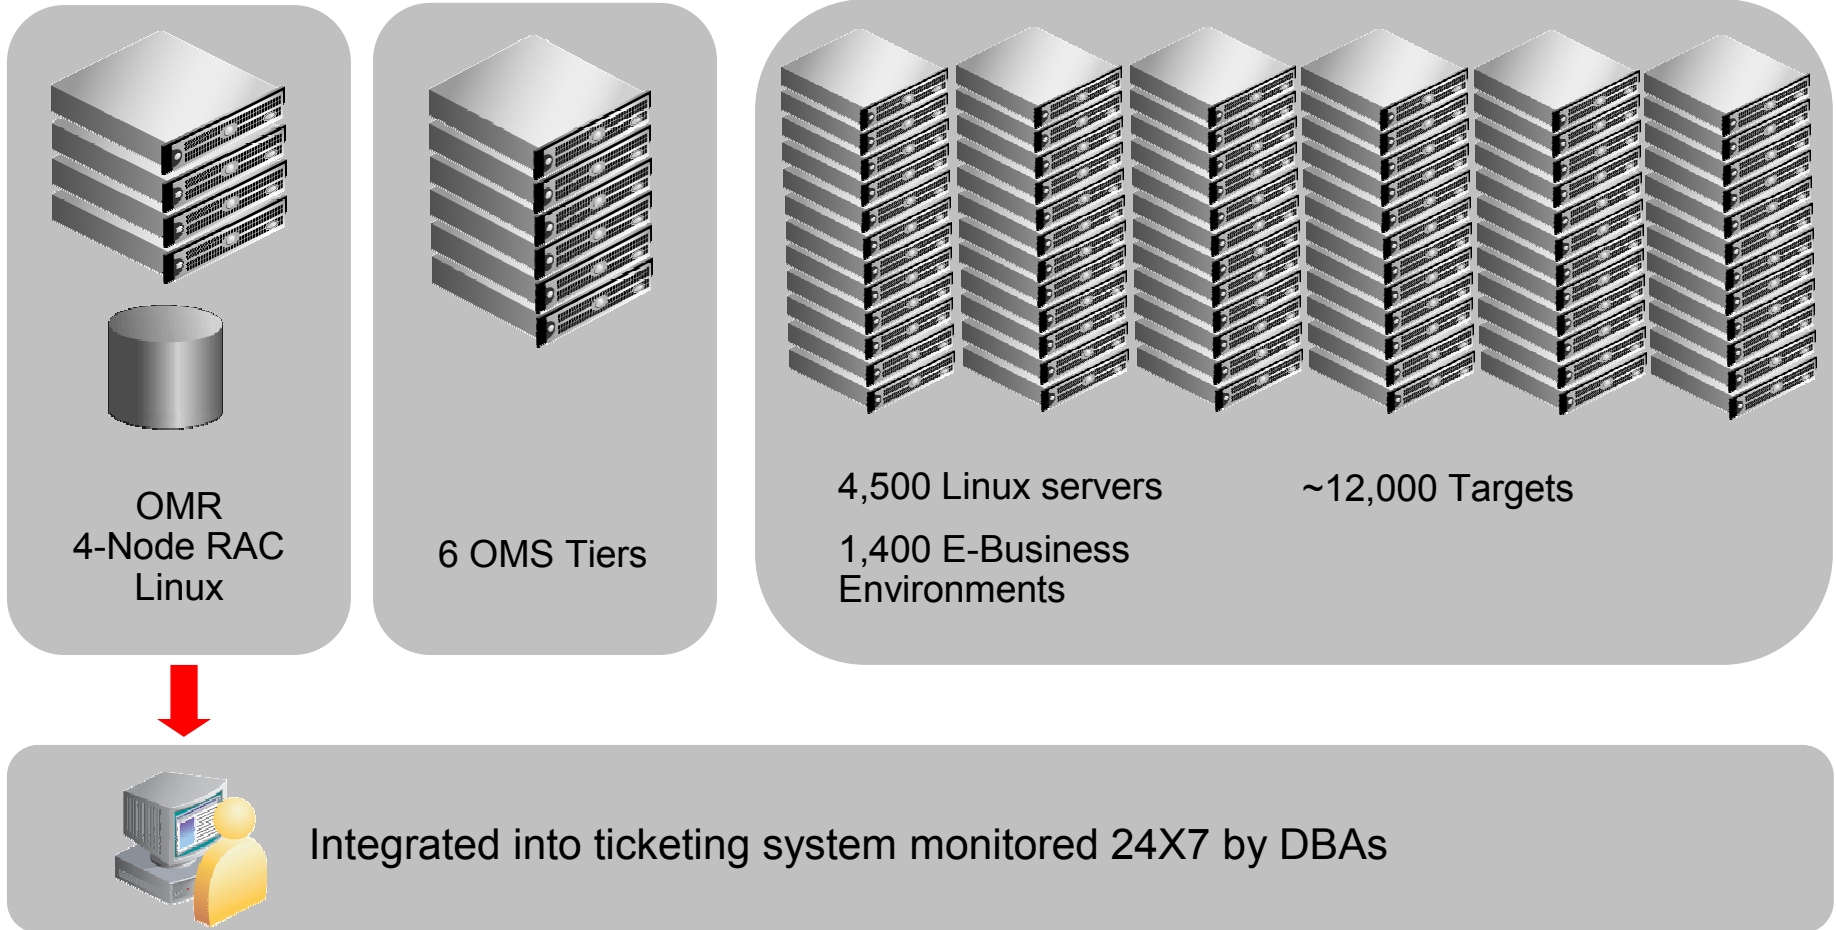 OMR
4-Node RAC
Linux
6 OMS Tiers
4,500 Linux servers
~12,000 Targets
1,400 E-Business
Environments
Integrated into ticketing system monitored 24X7 by DBAs